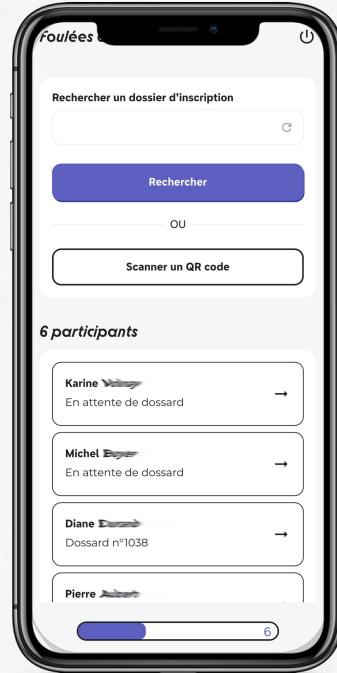 Foulées
Rechercher un dossier d'inscription
Rechercher
OU
Scanner un QR code
6 participants
Karine
En attente de dossard
Michel
En attente de dossard
Diane
Dossard n°1038
Pierre
6